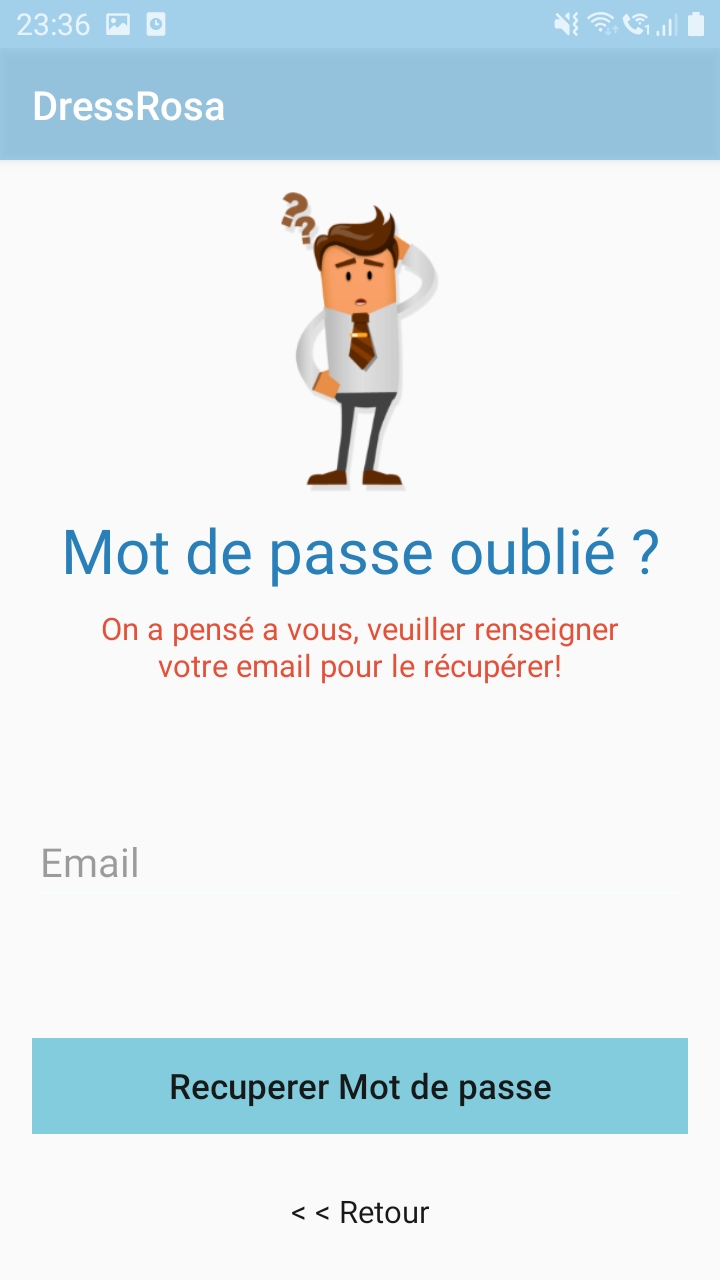 23:36
DressRosa
??
Mot de passe oublié ?
On a pensé a vous, veuiller renseigner
votre email pour le récupérer!
Email
Recuperer Mot de passe
< < Retour